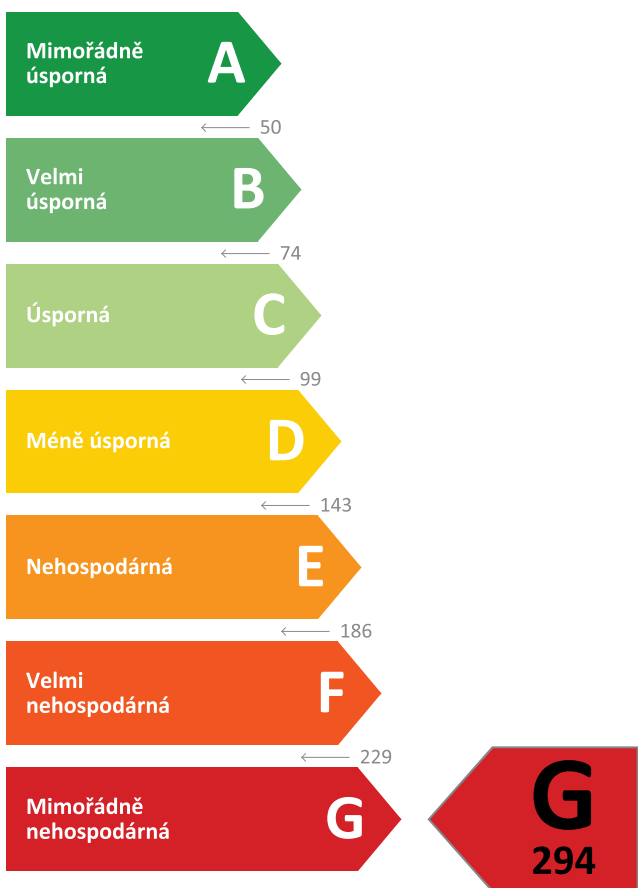 Mimořádně
úsporná
A
50
Velmi
úsporná
B
74
Úsporná
C
99
Méně úsporná
D
143
Nehospodárná
E
186
Velmi
nehospodárná
F
229
Mimořádně
nehospodárná
G
G
294